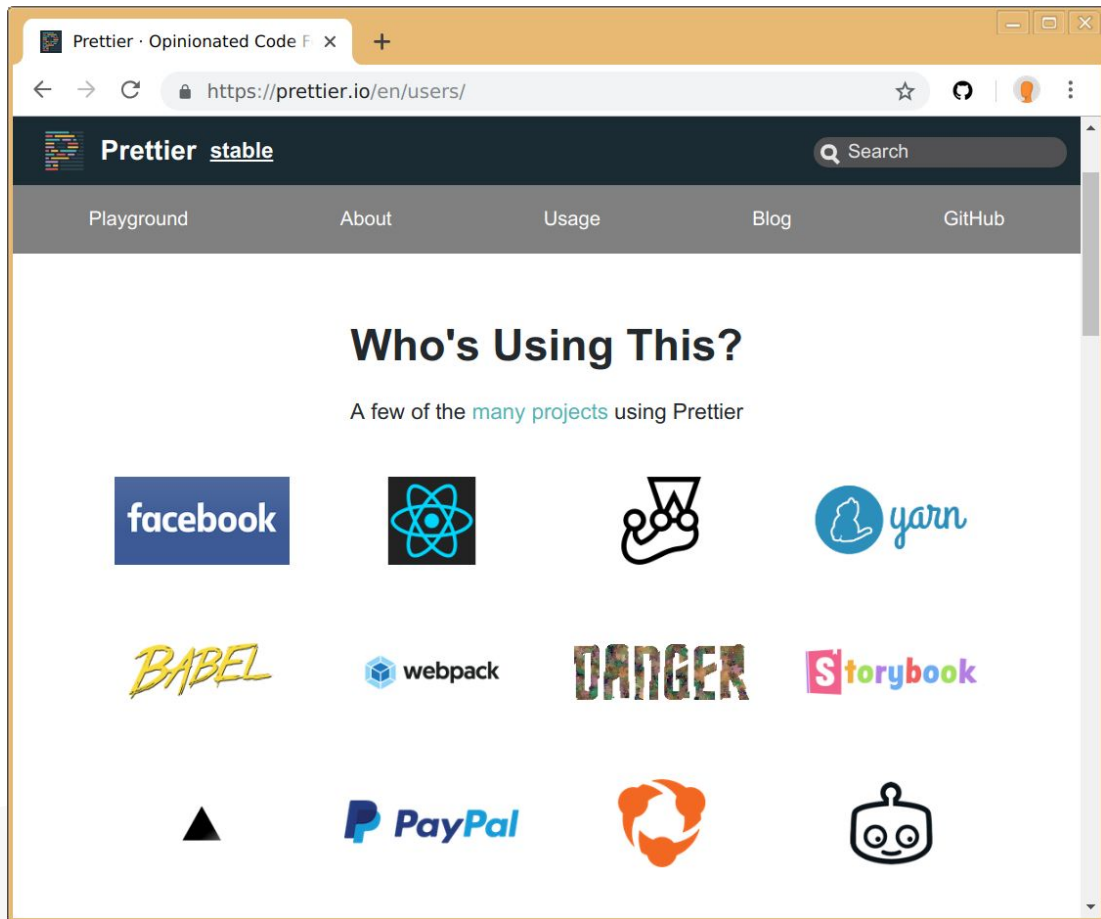 Prettier · Opinionated Code F
https://prettier.io/en/users/
Prettier stable
Search
Playground About Usage Blog GitHub
Who's Using This?
A few of the many projects using Prettier
facebook
yarn
BABEL
webpack
DANGER
Storybook
PayPal